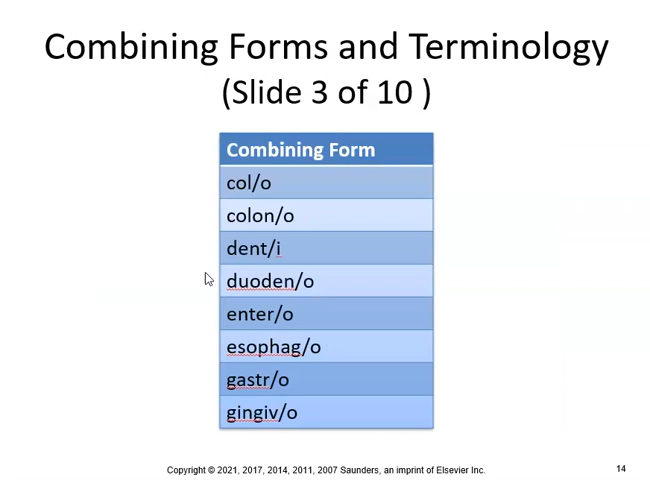 Combining Forms and Terminology
(Slide 3 of 10 )
Combining Form
col/o
colon/o
dent/i
duoden/o
enter/o
esophag/o
gastr/o
gingiv/o
Copyright © 2021, 2017, 2014, 2011, 2007 Saunders, an imprint of Elsevier Inc.
14